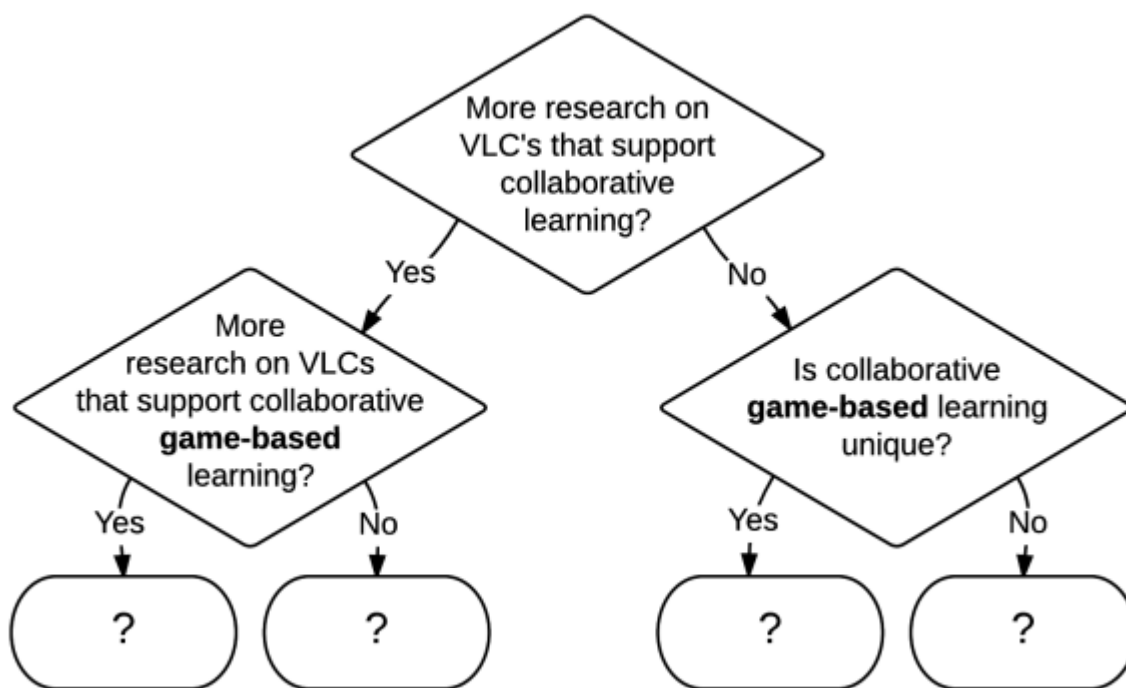 More research on
VLC's that support
collaborative
learning?
Yes
No
More
research on VLCs
that support collaborative
game-based
learning?
Is collaborative
game-based learning
unique?
Yes
No
Yes
No
?
?
?
?